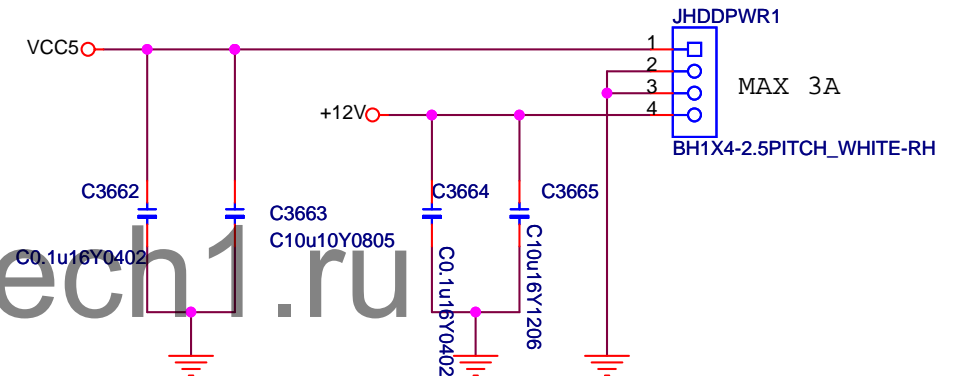 JHDDPWR1
VCC5
1
2
3
4
MAX 3A
+12V
BH1X4-2.5PITCH_WHITE-RH
C3662
C3663
C3664
C3665
C10u10Y0805
C0.1u16Y0402
C0.1u16Y0402
C10u16Y1206
ech1.ru